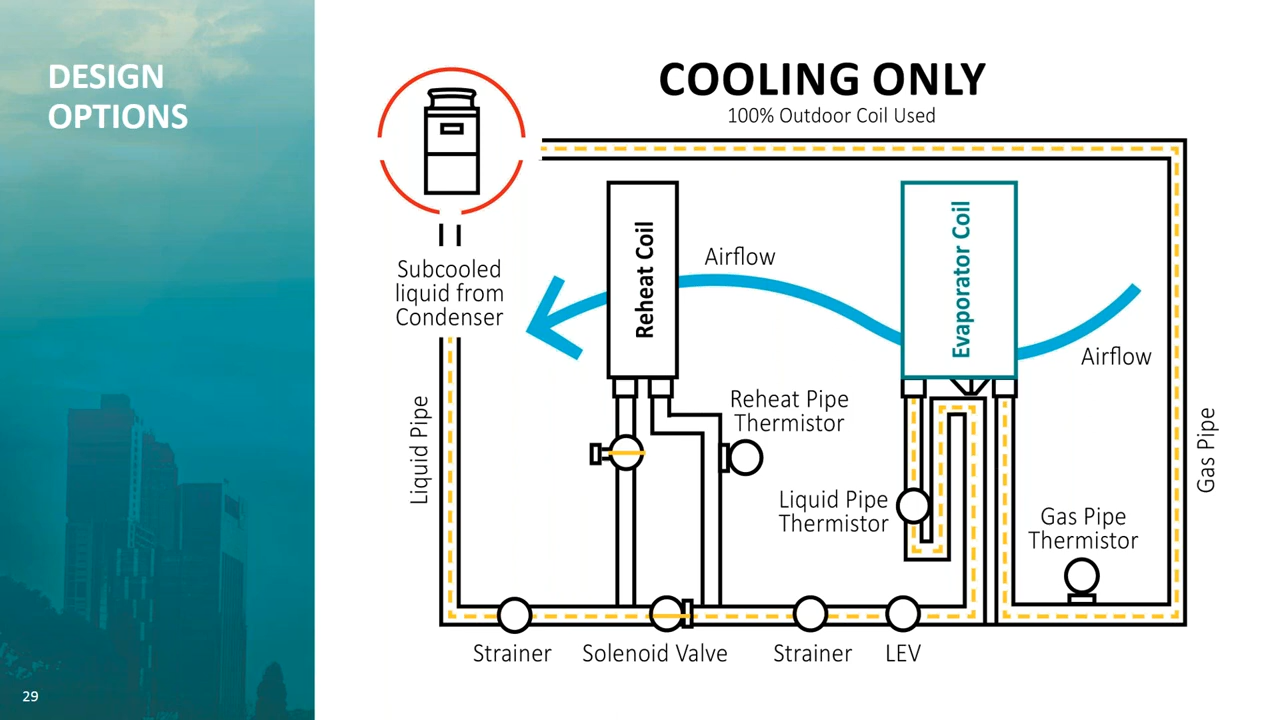 DESIGN
OPTIONS
COOLING ONLY
100% Outdoor Coil Used
Subcooled
liquid from
Condenser
Reheat Coil
Airflow
Evaporator Coil
Airflow
Liquid Pipe
Reheat Pipe
Thermistor
Liquid Pipe
Thermistor
Gas Pipe
Thermistor
Gas Pipe
Strainer
Solenoid Valve
Strainer
LEV
29